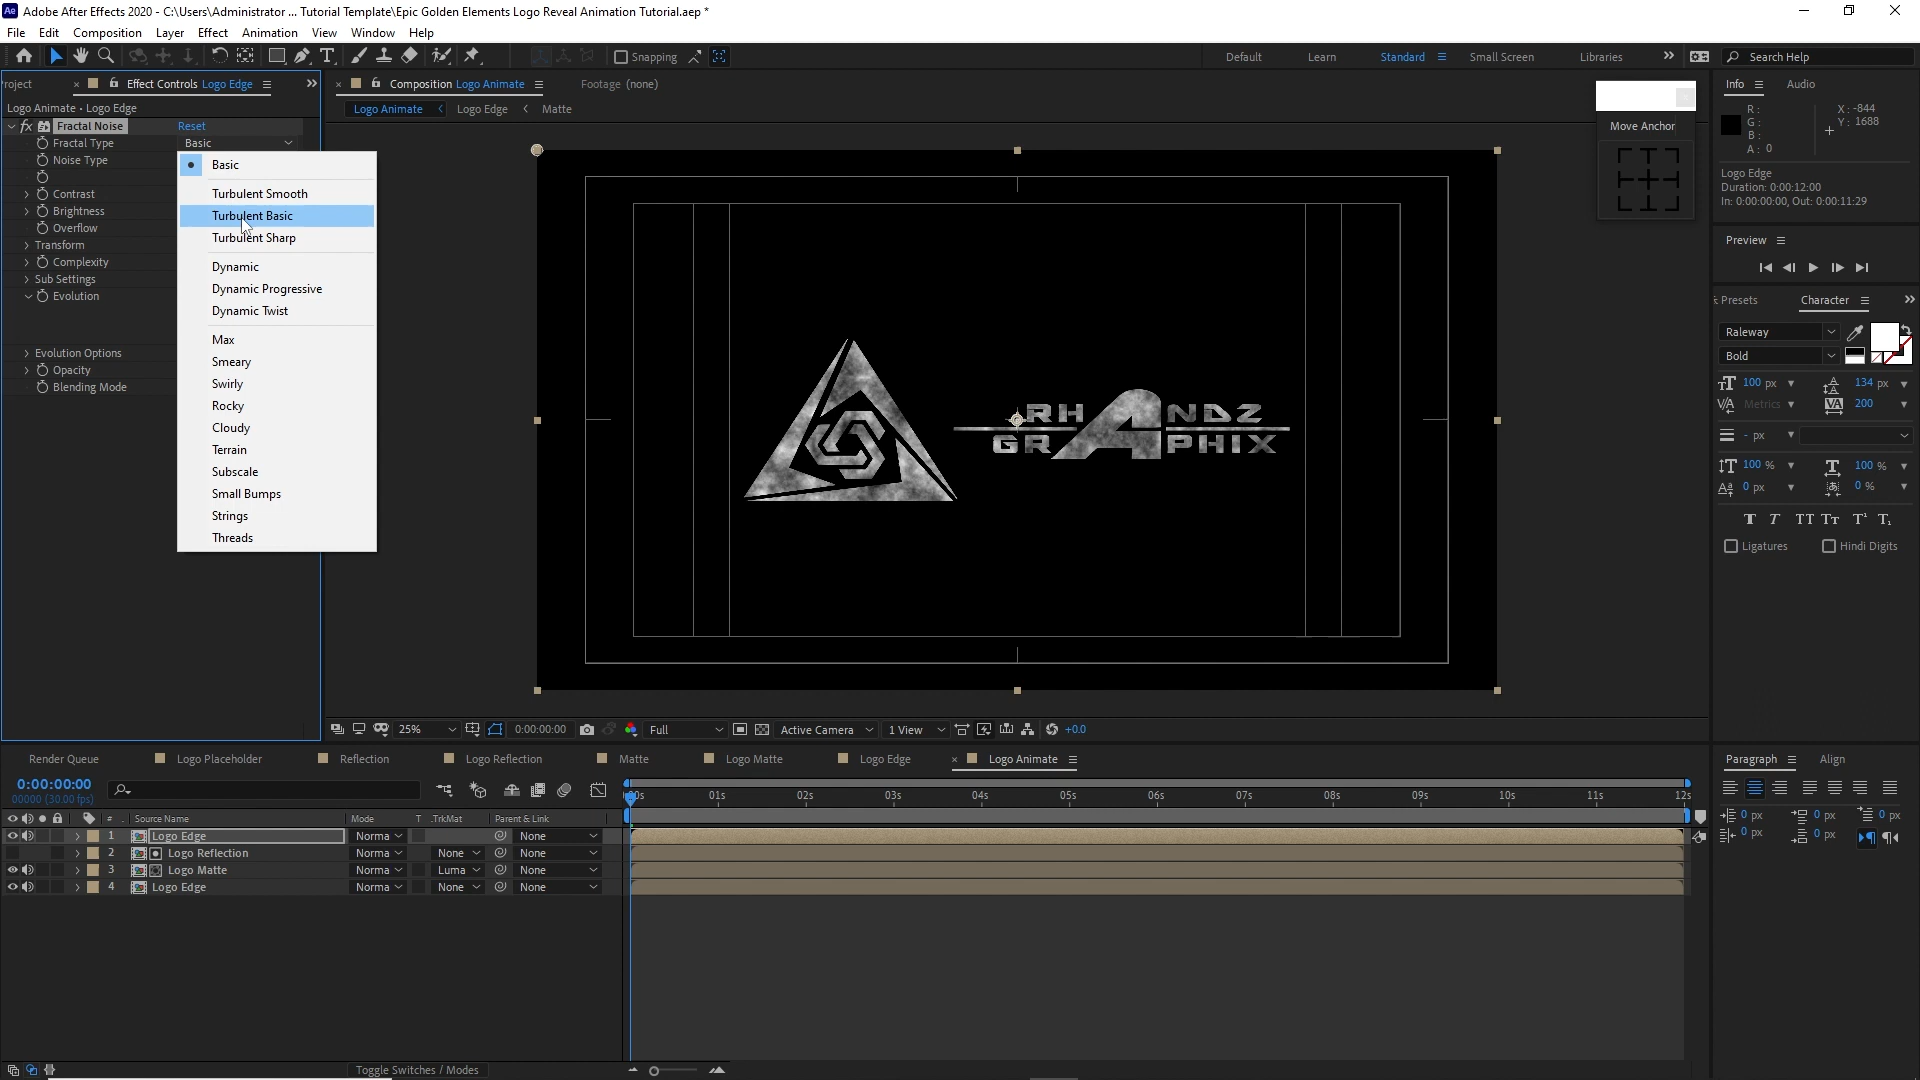 Adobe After Effects 2020 - C:\Users\Administrator ... Tutorial Template\Epic Golden Elements Logo Reveal Animation Tutorial.aep *
File Edit Composition Layer Effect Animation View Window Help
Snapping Default Learn Standard Small Screen Libraries Search Help
roject Effect Controls Logo Edge Composition Logo Animate Footage (none) Info Audio
Logo Animate • Logo Edge
Logo Animate Logo Edge Matte
Fractal Noise Reset
Fractal Type Basic
Noise Type
Contrast
Brightness
Overflow
Transform
Complexity
Sub Settings
Evolution
Evolution Options
Opacity
Blending Mode
Basic
Turbulent Smooth
Turbulent Basic
Turbulent Sharp
Dynamic
Dynamic Progressive
Dynamic Twist
Max
Smeary
Swirly
Rocky
Cloudy
Terrain
Subscale
Small Bumps
Strings
Threads
RH A NDZ
GR PHIX
Move Anchor
R: X: -844
G: Y: 1688
B:
A: 0
Logo Edge
Duration: 0:00:12:00
In: 0:00:00:00, Out: 0:00:11:29
Preview
Presets Character
Raleway
Bold
100 px 134 px
Metrics 200
- px
100 % 100 %
0 px 0 %
T T TT Tт T¹ T₁
Ligatures Hindi Digits
25% 0:00:00:00 Full Active Camera 1 View +0.0
Render Queue Logo Placeholder Reflection Logo Reflection Matte Logo Matte Logo Edge Logo Animate
0:00:00:00
00000 (30.00 fps)
# Source Name Mode T .TrkMat Parent & Link
1 Logo Edge Norma None
2 Logo Reflection Norma None None
3 Logo Matte Norma Luma None
4 Logo Edge Norma None None
00s 01s 02s 03s 04s 05s 06s 07s 08s 09s 10s 11s 12s
Toggle Switches / Modes
Paragraph Align
0 px 0 px 0 px
0 px 0 px